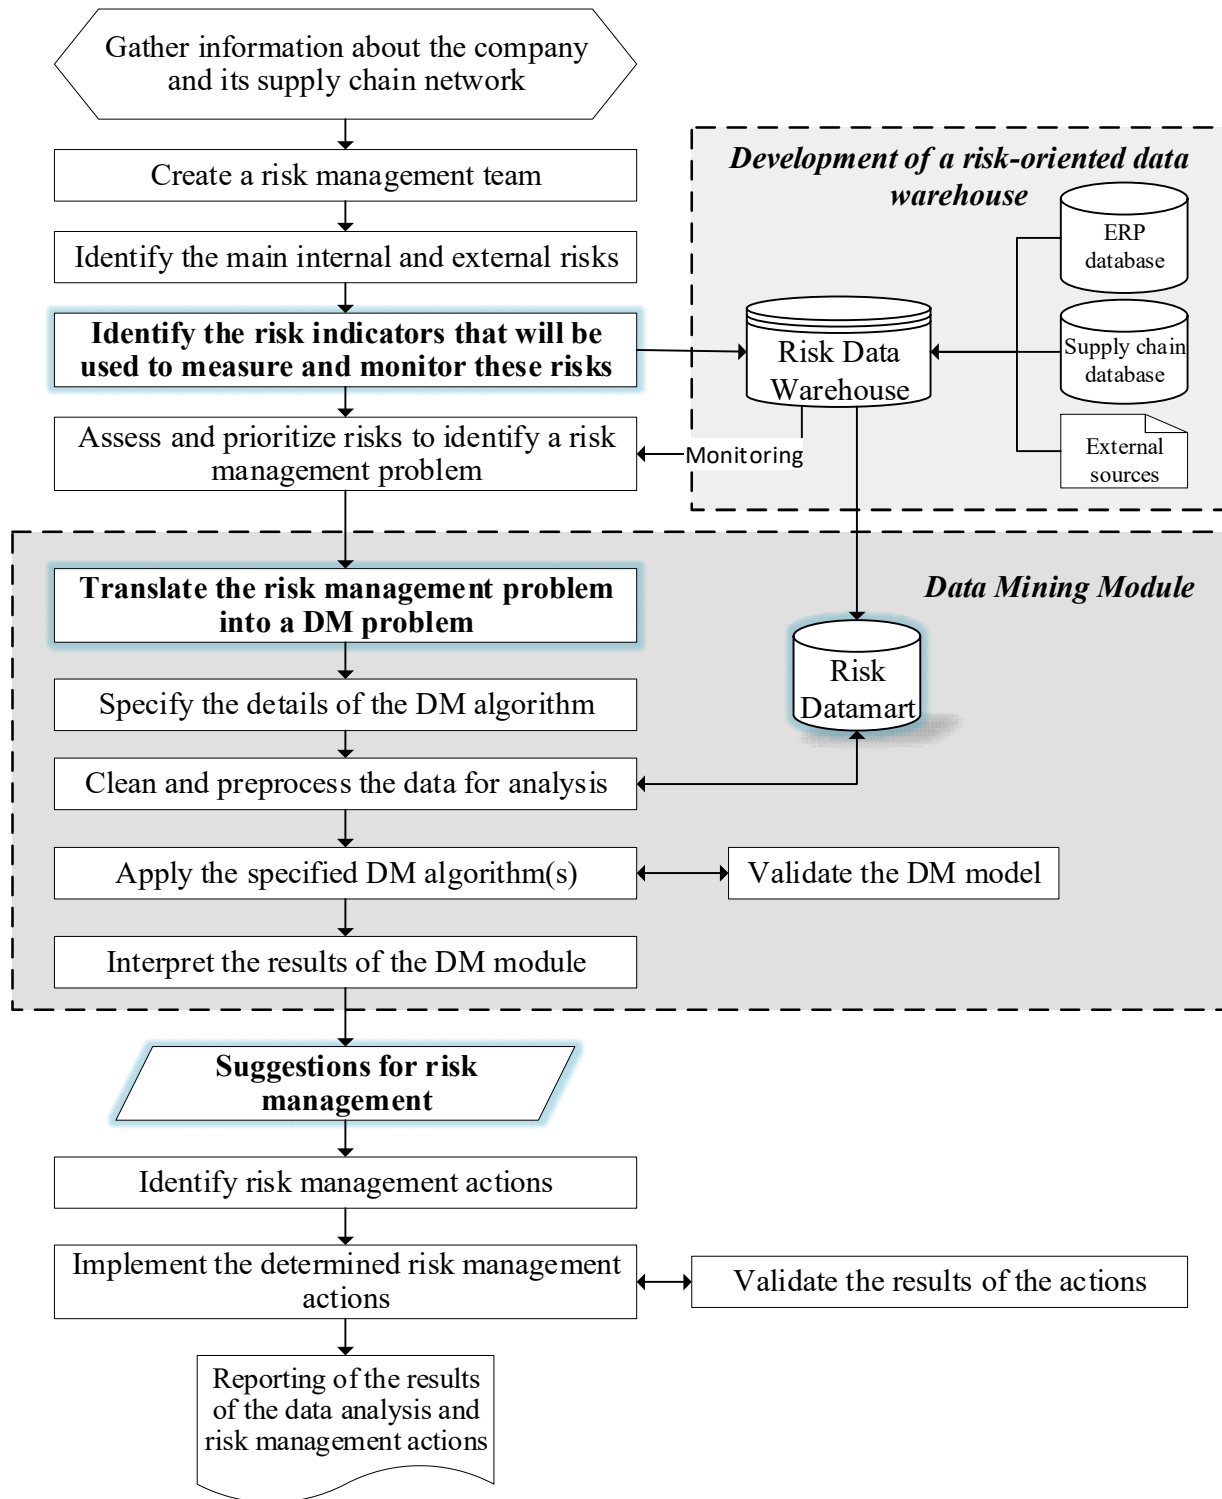 Gather information about the company
and its supply chain network
Create a risk management team
Identify the main internal and external risks
Identify the risk indicators that will be
used to measure and monitor these risks
Assess and prioritize risks to identify a risk
management problem
Development of a risk-oriented data
warehouse
ERP
database
Supply chain
database
External
sources
Risk Data
Warehouse
Monitoring
Data Mining Module
Translate the risk management problem
into a DM problem
Risk
Datamart
Specify the details of the DM algorithm
Clean and preprocess the data for analysis
Apply the specified DM algorithm(s)
Validate the DM model
Interpret the results of the DM module
Suggestions for risk
management
Identify risk management actions
Implement the determined risk management
actions
Validate the results of the actions
Reporting of the results
of the data analysis and
risk management actions